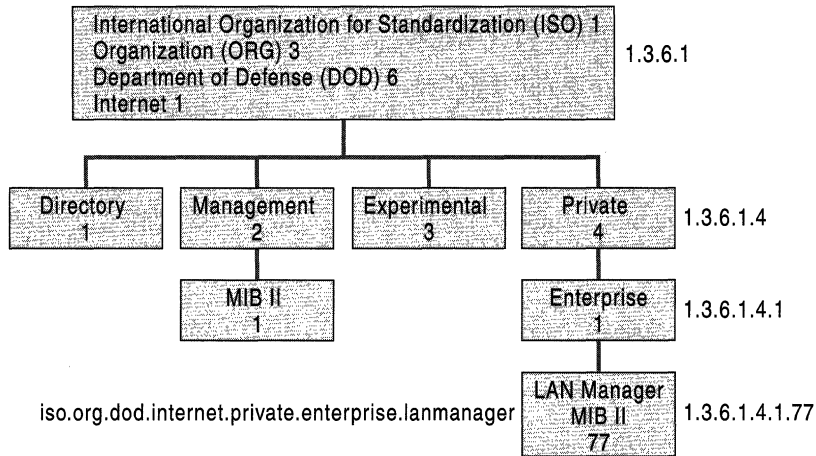 International Organization for Standardization (ISO) 1
Organization (ORG) 3
Department of Defense (DOD) 6
Internet 1
1.3.6.1
Directory
1
Management
2
Experimental
3
Private
4
1.3.6.1.4
MIB II
1
Enterprise
1
1.3.6.1.4.1
iso.org.dod.internet.private.enterprise.lanmanager
LAN Manager
MIB II
77
1.3.6.1.4.1.77